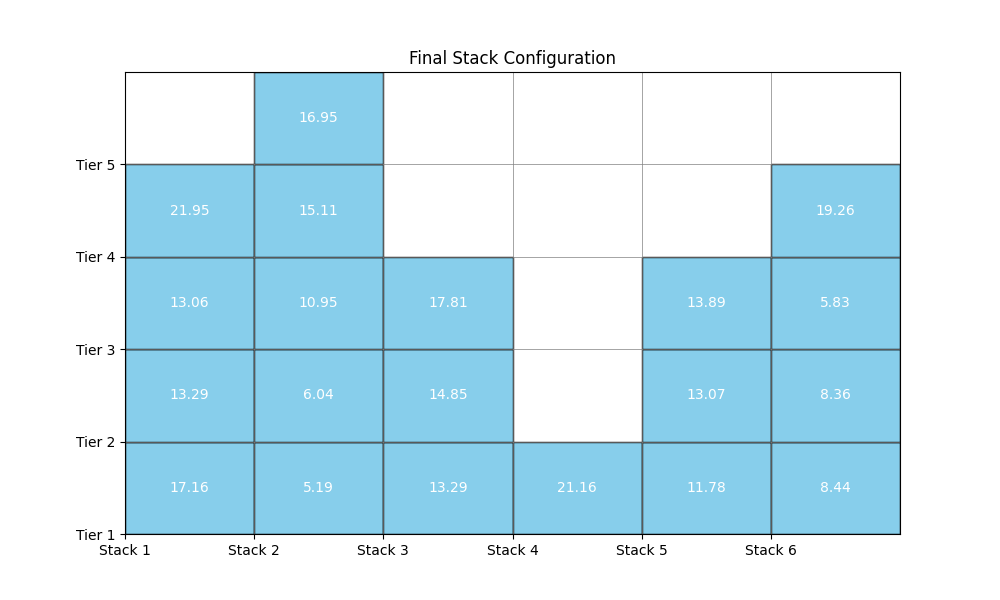 Final Stack Configuration
16.95
Tier 5
21.95 15.11 19.26
Tier 4
13.06 10.95 17.81 13.89 5.83
Tier 3
13.29 6.04 14.85 13.07 8.36
Tier 2
17.16 5.19 13.29 21.16 11.78 8.44
Tier 1
Stack 1 Stack 2 Stack 3 Stack 4 Stack 5 Stack 6